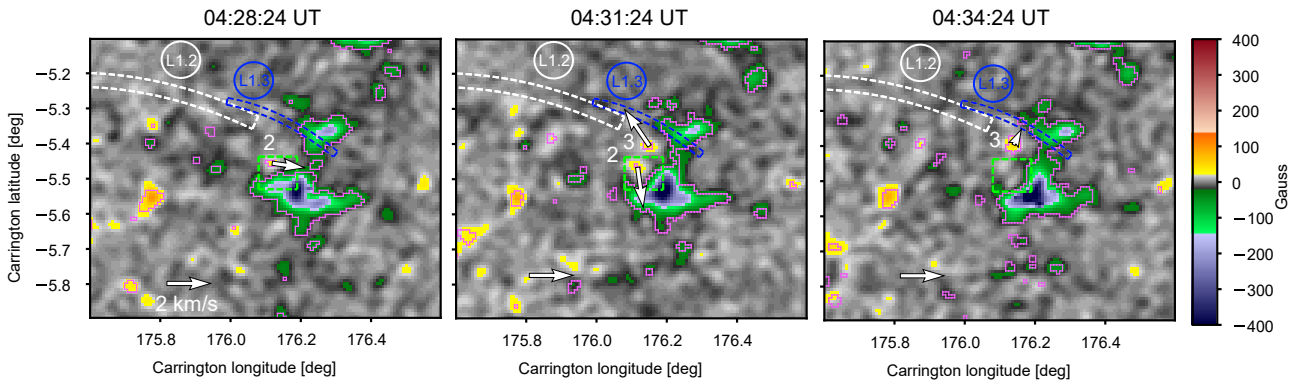 04:28:24 UT 04:31:24 UT 04:34:24 UT
L1.2 L1.3 L1.2 L1.3 L1.2 L1.3
2 2 3 3
2 km/s
−5.2
−5.3
−5.4
−5.5
−5.6
−5.7
−5.8
Carrington latitude [deg]
175.8 176.0 176.2 176.4 175.8 176.0 176.2 176.4 175.8 176.0 176.2 176.4
Carrington longitude [deg] Carrington longitude [deg] Carrington longitude [deg]
400
300
200
100
0
−100
−200
−300
−400
Gauss